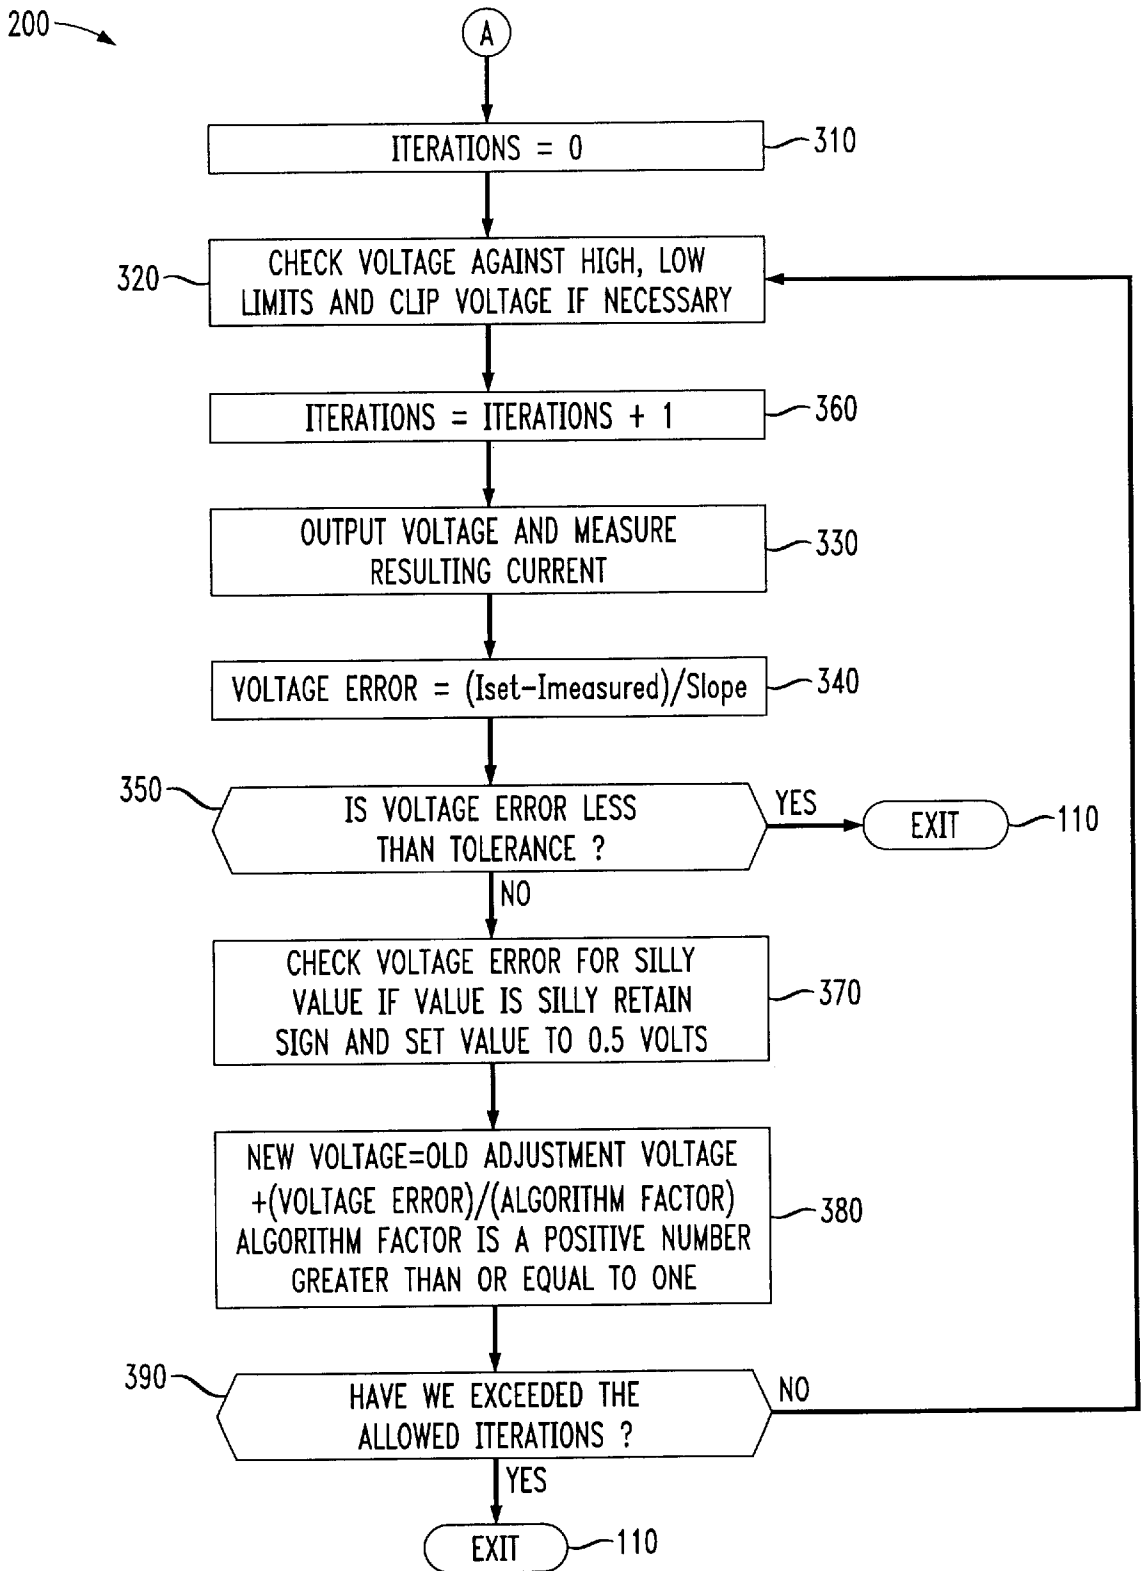 200
A
ITERATIONS = 0
310
320
CHECK VOLTAGE AGAINST HIGH, LOW
LIMITS AND CLIP VOLTAGE IF NECESSARY
ITERATIONS = ITERATIONS + 1
360
OUTPUT VOLTAGE AND MEASURE
RESULTING CURRENT
330
VOLTAGE ERROR = (Iset-Imeasured)/Slope
340
350
IS VOLTAGE ERROR LESS
THAN TOLERANCE ?
YES
EXIT
110
NO
CHECK VOLTAGE ERROR FOR SILLY
VALUE IF VALUE IS SILLY RETAIN
SIGN AND SET VALUE TO 0.5 VOLTS
370
NEW VOLTAGE=OLD ADJUSTMENT VOLTAGE
+(VOLTAGE ERROR)/(ALGORITHM FACTOR)
ALGORITHM FACTOR IS A POSITIVE NUMBER
GREATER THAN OR EQUAL TO ONE
380
390
HAVE WE EXCEEDED THE
ALLOWED ITERATIONS ?
NO
YES
EXIT
110